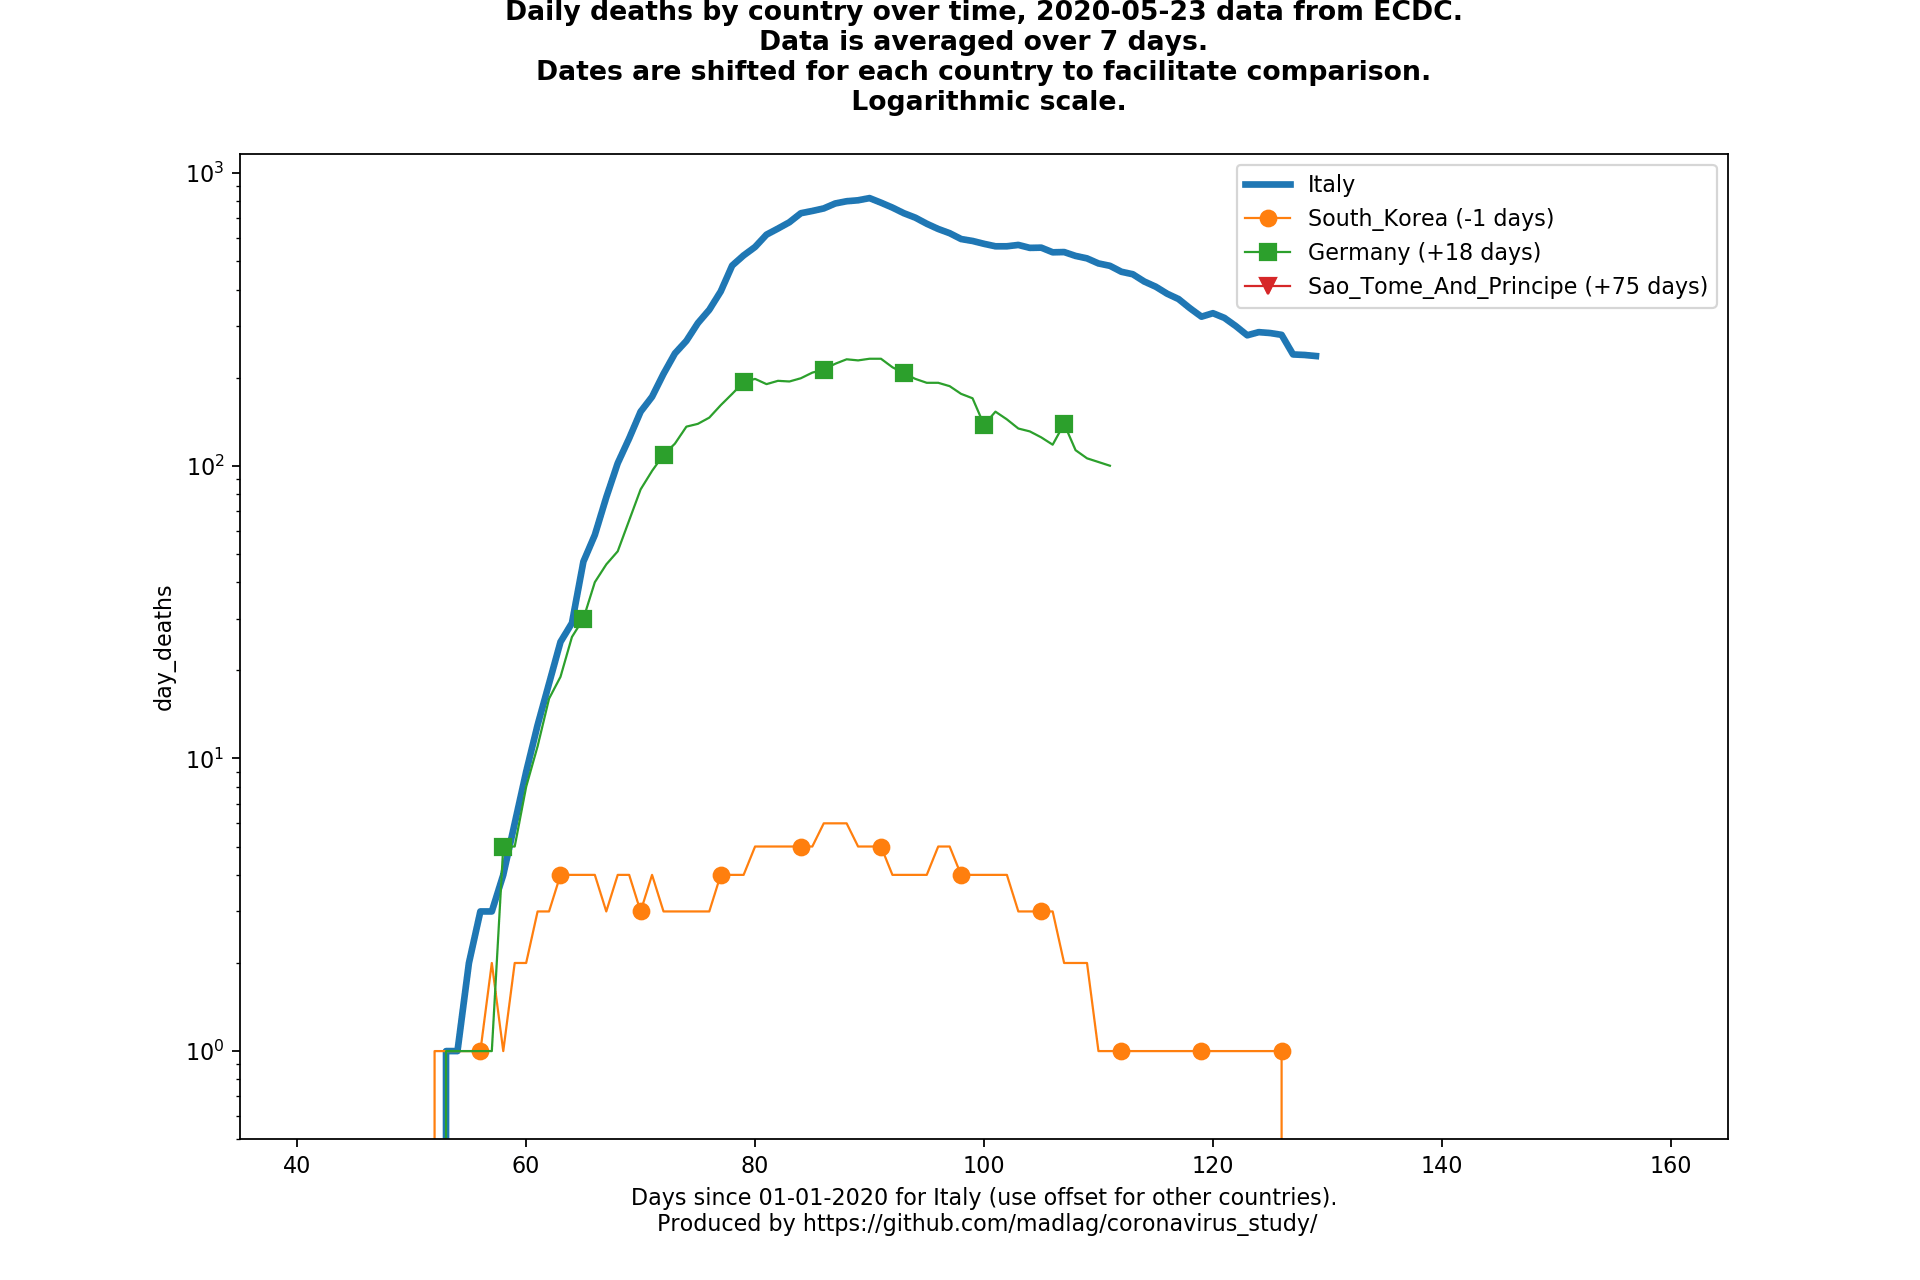 Daily deaths by country over time, 2020-05-23 data from ECDC.
Data is averaged over 7 days.
Dates are shifted for each country to facilitate comparison.
Logarithmic scale.
10³
10²
10¹
10⁰
day_deaths
Italy
South_Korea (-1 days)
Germany (+18 days)
Sao_Tome_And_Principe (+75 days)
40 60 80 100 120 140 160
Days since 01-01-2020 for Italy (use offset for other countries).
Produced by https://github.com/madlag/coronavirus_study/